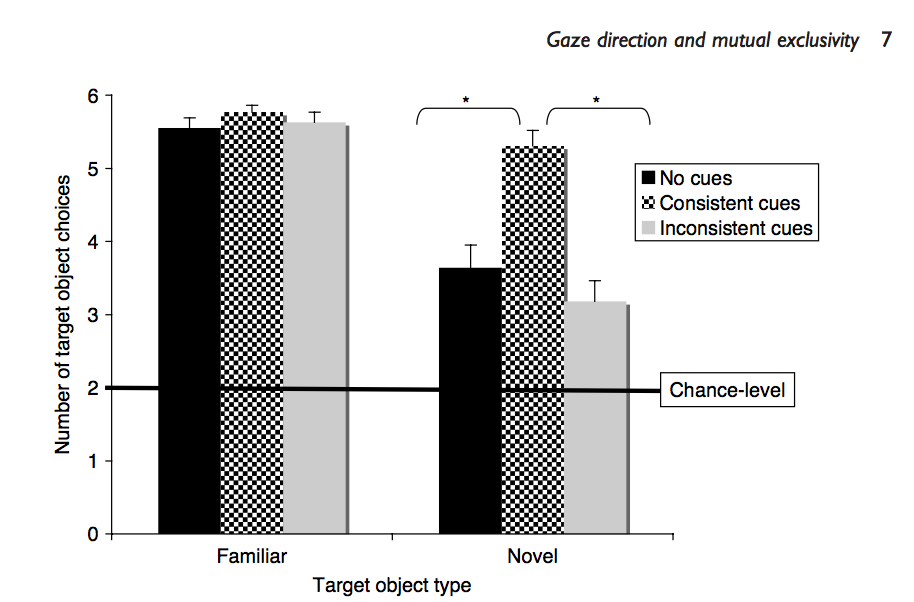 Gaze direction and mutual exclusivity 7
6
5
4
3
2
1
0
Number of target object choices
*
*
No cues
Consistent cues
Inconsistent cues
Chance-level
Familiar
Novel
Target object type